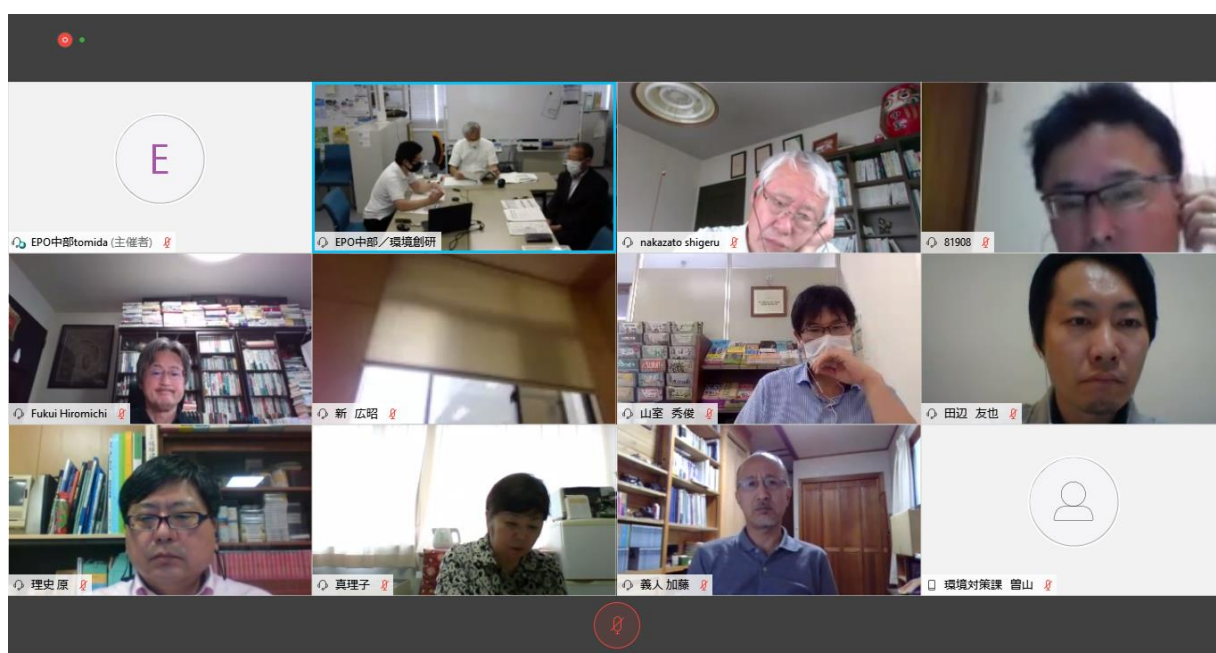 E
EPO中部tomida (主催者)
EPO中部／環境創研
nakazato shigeru
81908
Fukui Hiromichi
新 広昭
山室 秀俊
田辺 友也
理史 原
真理子
義人 加藤
環境対策課 曽山